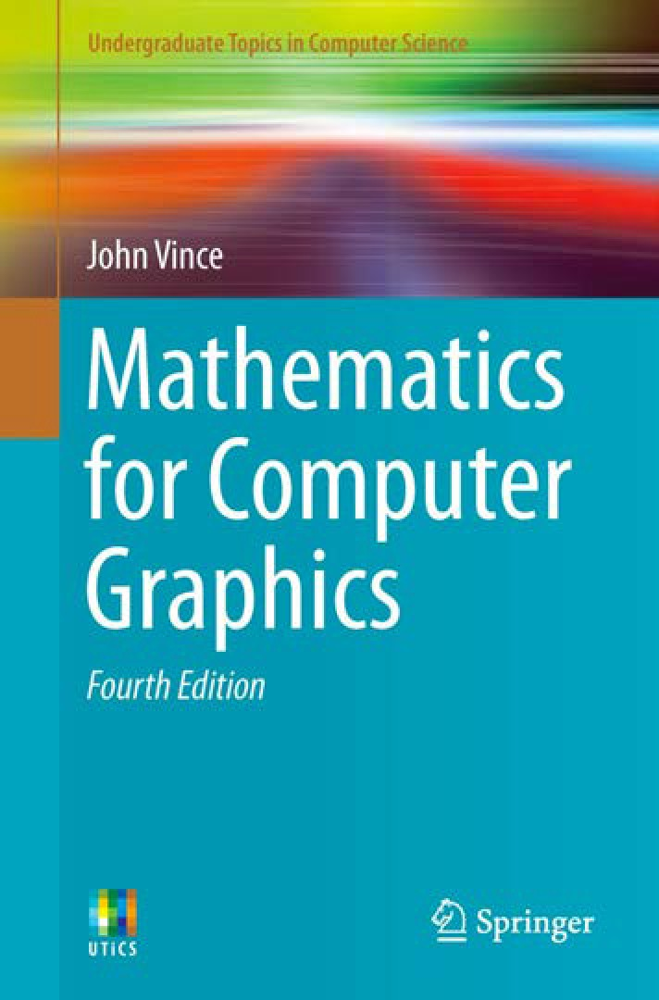 Undergraduate Topics in Computer Science
John Vince
Mathematics
for Computer
Graphics
Fourth Edition
UTICS
Springer